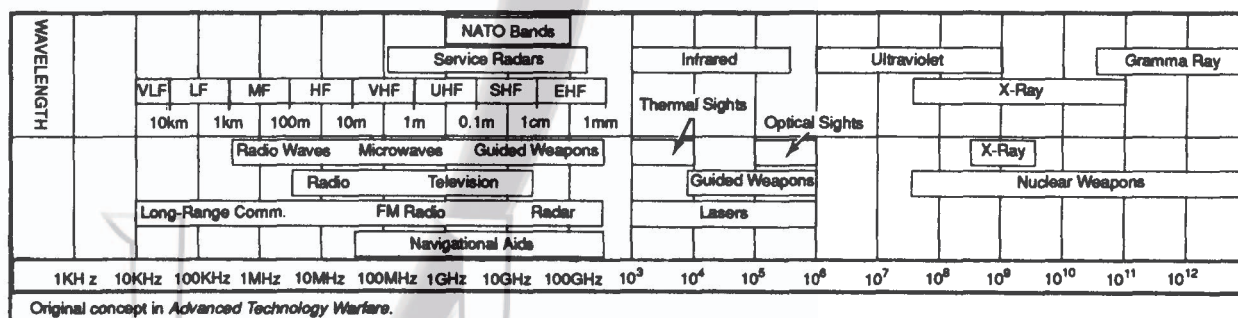 WAVELENGTH
NATO Bands
Service Radars Infrared Ultraviolet Gramma Ray
VLF LF MF HF VHF UHF SHF EHF X-Ray
Thermal Sights
10km 1km 100m 10m 1m 0.1m 1cm 1mm
Optical Sights
Radio Waves Microwaves Guided Weapons X-Ray
Radio Television Guided Weapons Nuclear Weapons
Long-Range Comm. FM Radio Radar Lasers
Navigational Aids
1KHz 10KHz 100KHz 1MHz 10MHz 100MHz 1GHz 10GHz 100GHz 10³ 10⁴ 10⁵ 10⁶ 10⁷ 10⁸ 10⁹ 10¹⁰ 10¹¹ 10¹²
Original concept in Advanced Technology Warfare.